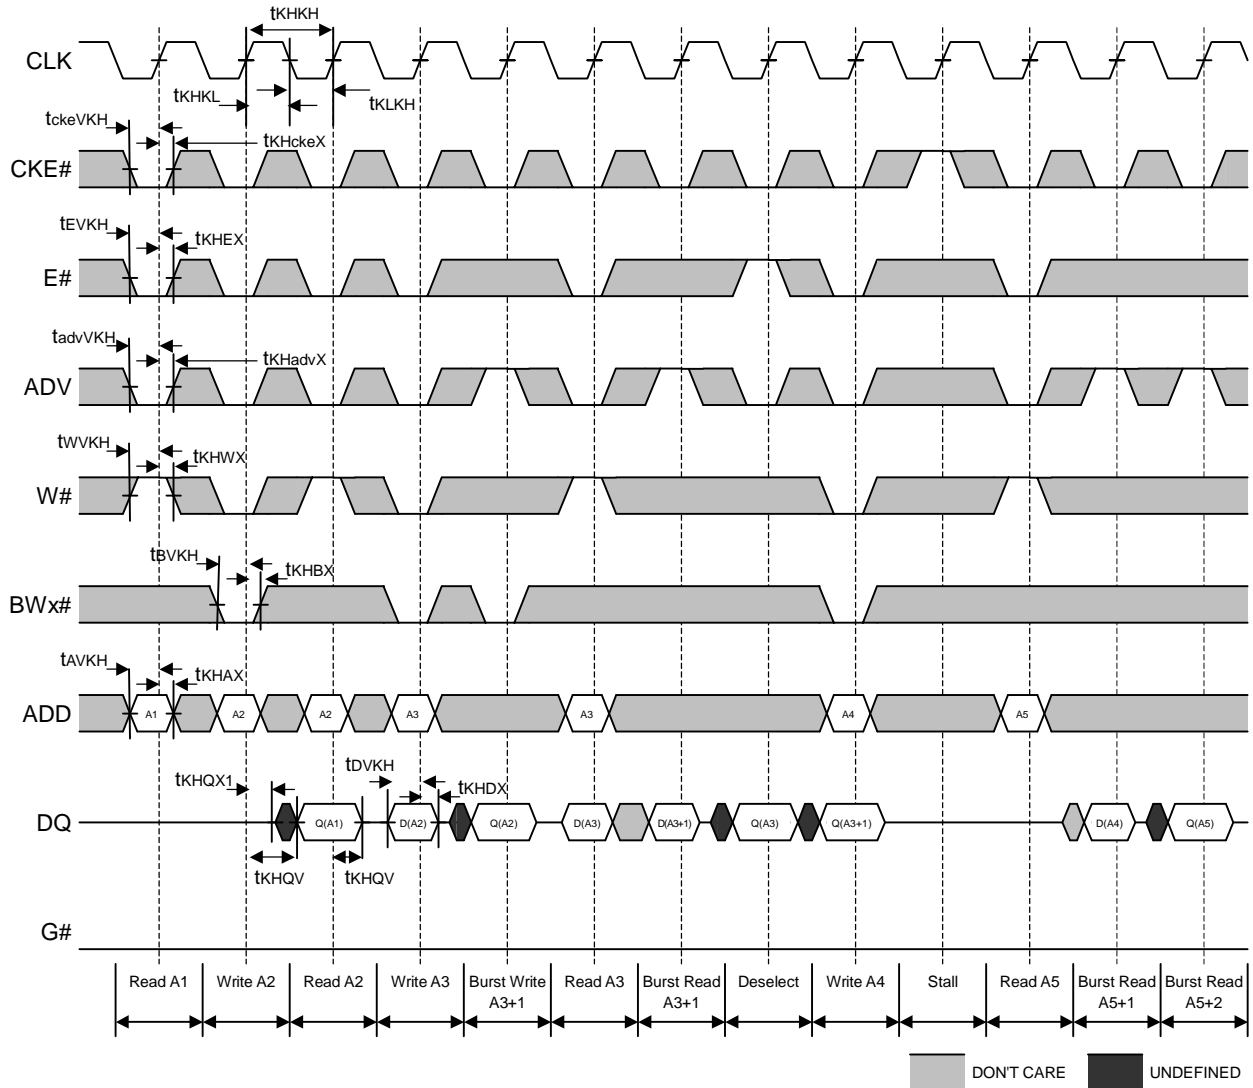 tKHKH
CLK
tKHKL
tKLKH
tckeVKH
tKHckeX
CKE#
tEVKH
tKHEX
E#
tadvVKH
tKHadvX
ADV
tWVKH
tKHWX
W#
tBVKH
tKHBX
BWx#
tAVKH
tKHAX
ADD
A1
A2
A2
A3
A3
A4
A5
tKHQX1
tDVKH
tKHDX
DQ
Q(A1)
D(A2)
Q(A2)
D(A3)
D(A3+1)
Q(A3)
Q(A3+1)
D(A4)
Q(A5)
tKHQV
tKHQV
G#
Read A1
Write A2
Read A2
Write A3
Burst Write
A3+1
Read A3
Burst Read
A3+1
Deselect
Write A4
Stall
Read A5
Burst Read
A5+1
Burst Read
A5+2
DON'T CARE
UNDEFINED